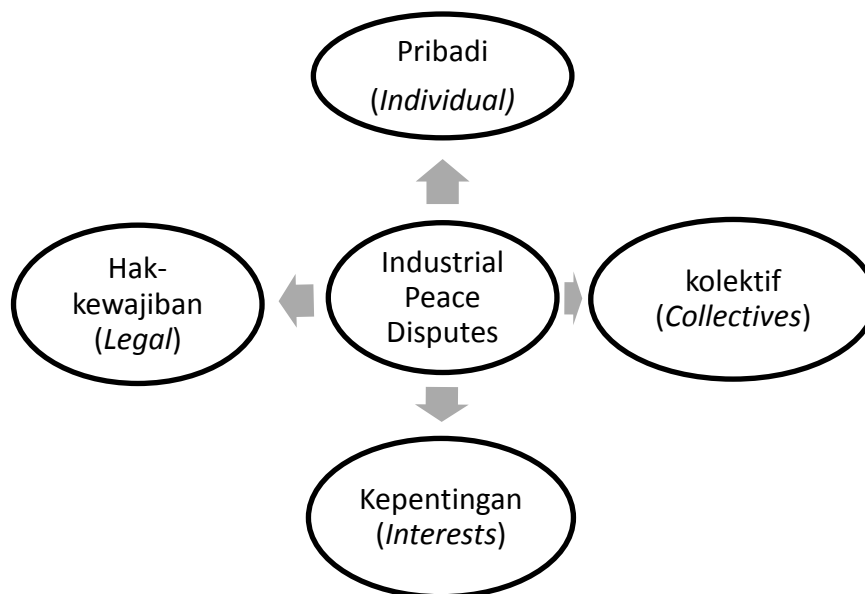 Pribadi
(Individual)
Hak-
kewajiban
(Legal)
Industrial
Peace
Disputes
kolektif
(Collectives)
Kepentingan
(Interests)